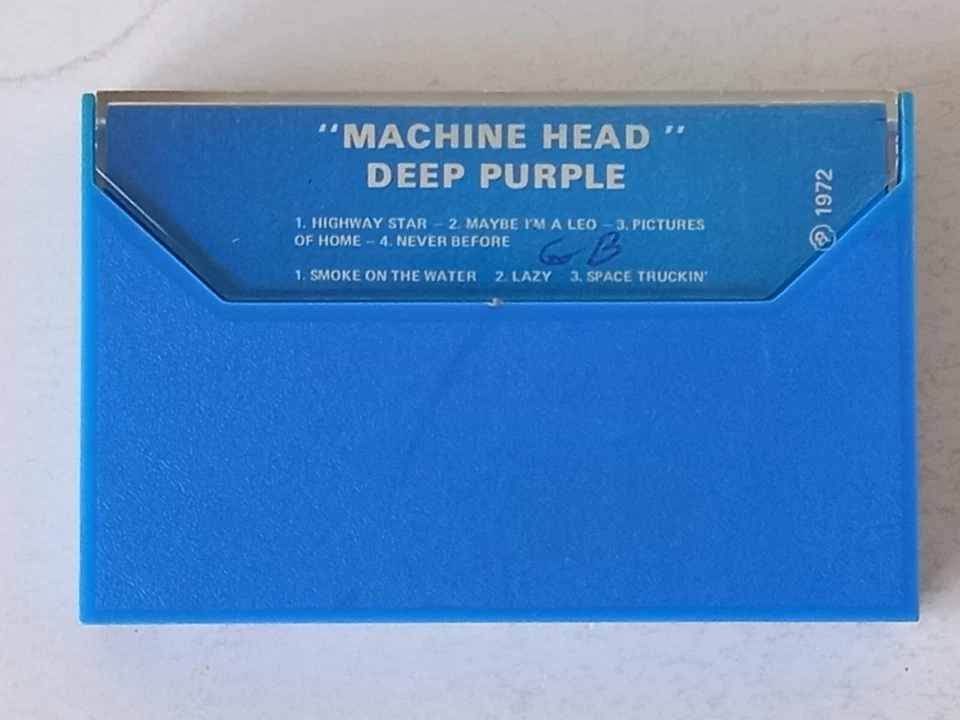 "MACHINE HEAD"
DEEP PURPLE
1. HIGHWAY STAR – 2. MAYBE I'M A LEO – 3. PICTURES
OF HOME – 4. NEVER BEFORE
GB
1. SMOKE ON THE WATER 2. LAZY 3. SPACE TRUCKIN'
℗ 1972